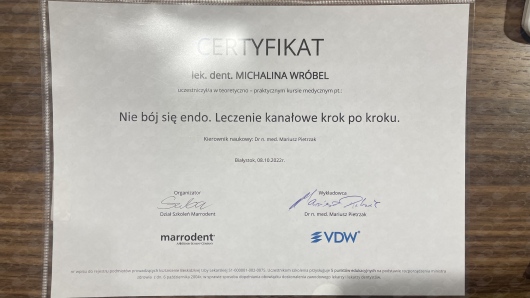 CERTYFIKAT
lek. dent. MICHALINA WRÓBEL
uczestniczyła w teoretyczno – praktycznym kursie medycznym pt.:
Nie bój się endo. Leczenie kanałowe krok po kroku.
Kierownik naukowy: Dr n. med. Mariusz Pietrzak
Białystok, 08.10.2022r.
Organizator
Dział Szkoleń Marrodent
Wykładowca
Dr n. med. Mariusz Pietrzak
marrodent
VDW